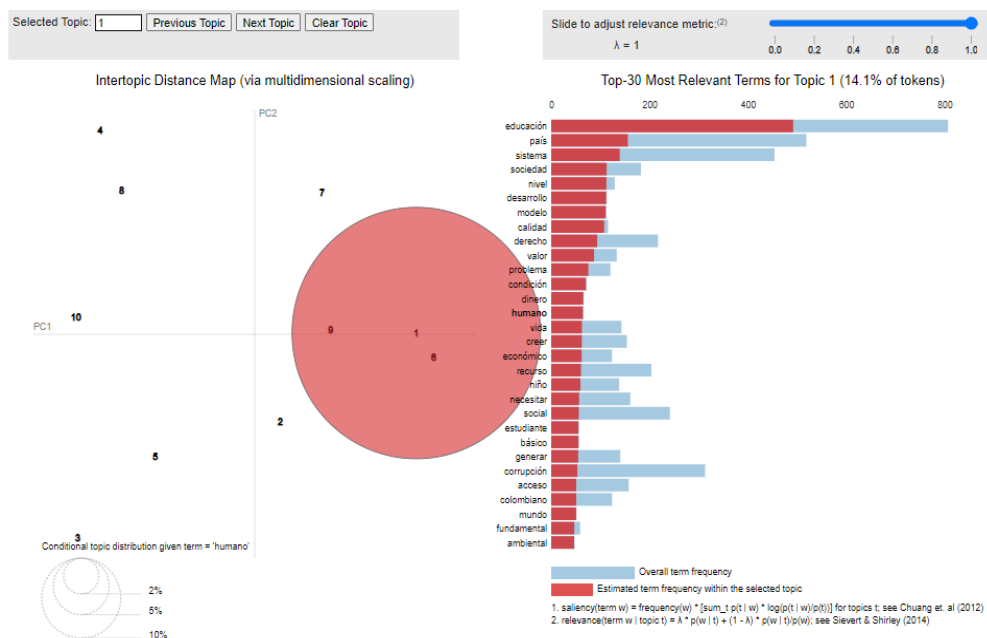 Selected Topic: 1 Previous Topic Next Topic Clear Topic
Slide to adjust relevance metric:(2)
λ = 1
0.0 0.2 0.4 0.6 0.8 1.0
Intertopic Distance Map (via multidimensional scaling)
PC2
PC1
4
8
7
10
9
1
6
2
5
3
Conditional topic distribution given term = 'humano'
2%
5%
10%
Top-30 Most Relevant Terms for Topic 1 (14.1% of tokens)
0 200 400 600 800
educación
país
sistema
sociedad
nivel
desarrollo
modelo
calidad
derecho
valor
problema
condición
dinero
humano
vida
creer
económico
recurso
niño
necesitar
social
estudiante
básico
generar
corrupción
acceso
colombiano
mundo
fundamental
ambiental
Overall term frequency
Estimated term frequency within the selected topic
1. saliency(term w) = frequency(w) * [sum_t p(t | w) * log(p(t | w)/p(t))] for topics t; see Chuang et. al (2012)
2. relevance(term w | topic t) = λ * p(w | t) + (1 - λ) * p(w | t)/p(w); see Sievert & Shirley (2014)